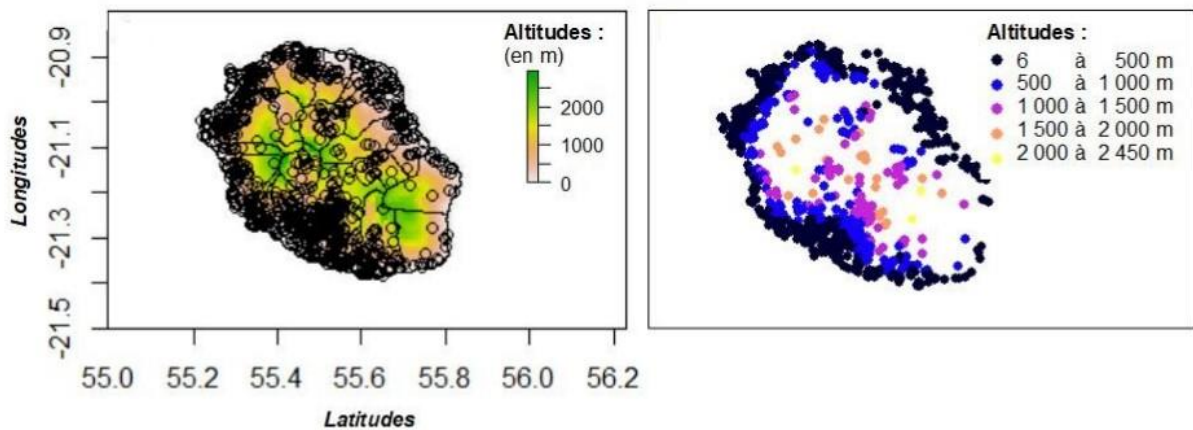 Altitudes :
(en m)
2000
1000
0
Longitudes
-20.9
-21.1
-21.3
-21.5
55.0 55.2 55.4 55.6 55.8 56.0 56.2
Latitudes
Altitudes :
6 à 500 m
500 à 1 000 m
1 000 à 1 500 m
1 500 à 2 000 m
2 000 à 2 450 m